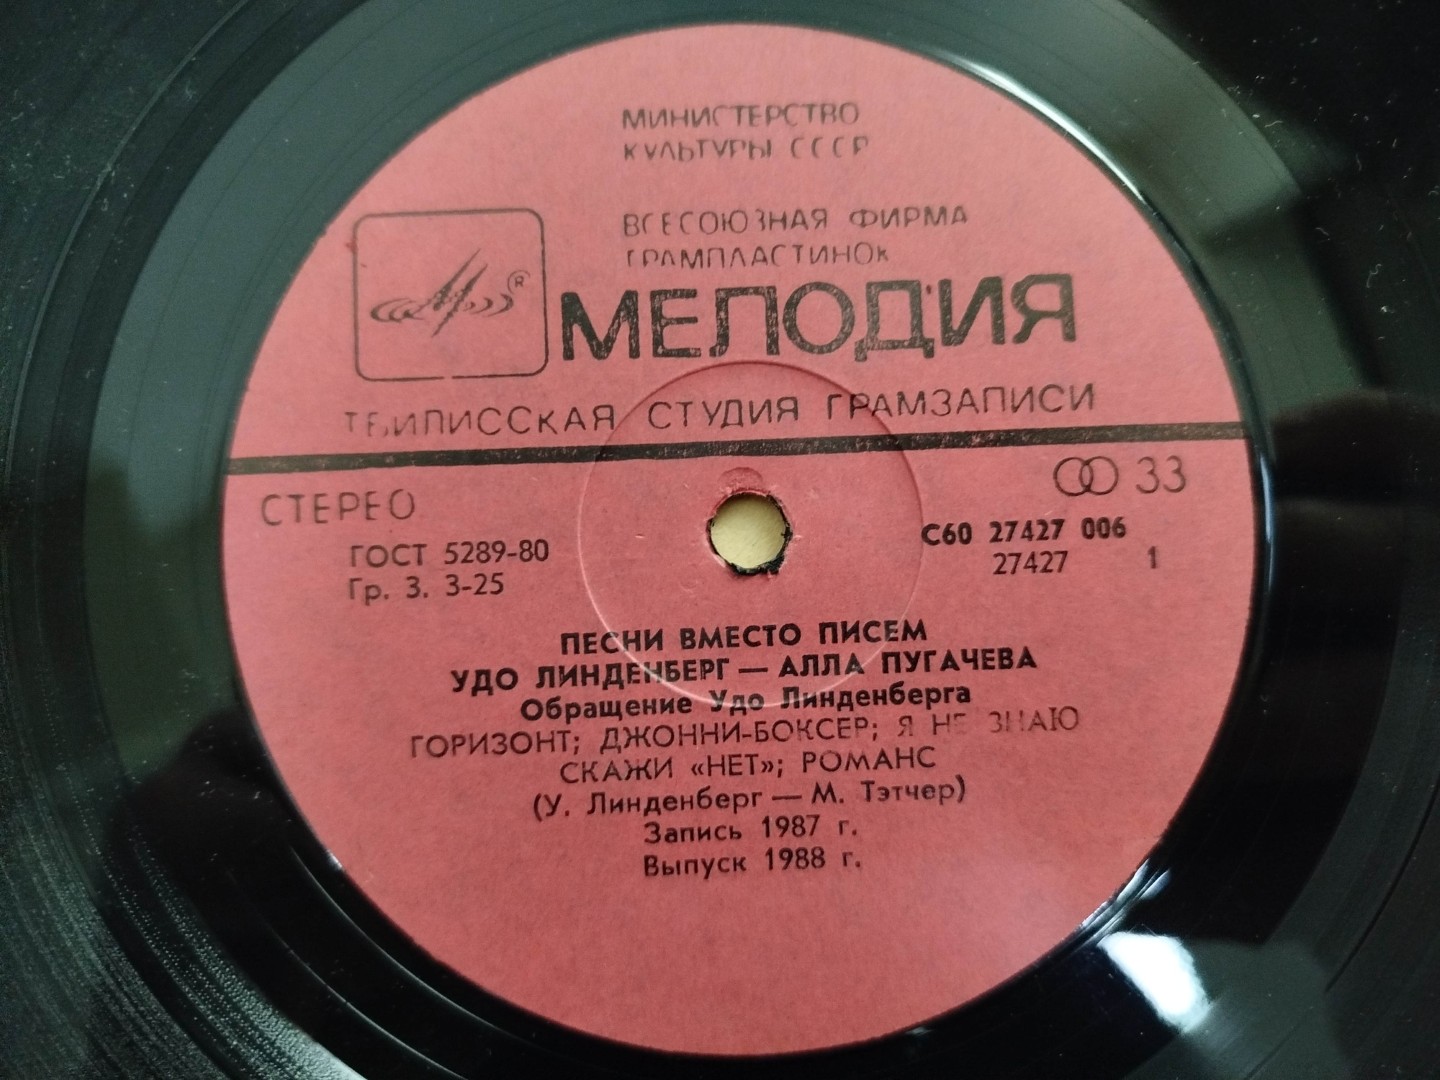 МИНИСТЕРСТВО
КУЛЬТУРЫ СССР
ВСЕСОЮЗНАЯ ФИРМА
ГРАМПЛАСТИНОК
®
МЕЛОДИЯ
ТБИЛИССКАЯ СТУДИЯ ГРАМЗАПИСИ
СТЕРЕО
33
ГОСТ 5289-80
Гр. 3. 3-25
С60 27427 006
27427 1
ПЕСНИ ВМЕСТО ПИСЕМ
УДО ЛИНДЕНБЕРГ — АЛЛА ПУГАЧЕВА
Обращение Удо Линденберга
ГОРИЗОНТ; ДЖОННИ-БОКСЕР; Я НЕ ЗНАЮ
СКАЖИ «НЕТ»; РОМАНС
(У. Линденберг — М. Тэтчер)
Запись 1987 г.
Выпуск 1988 г.